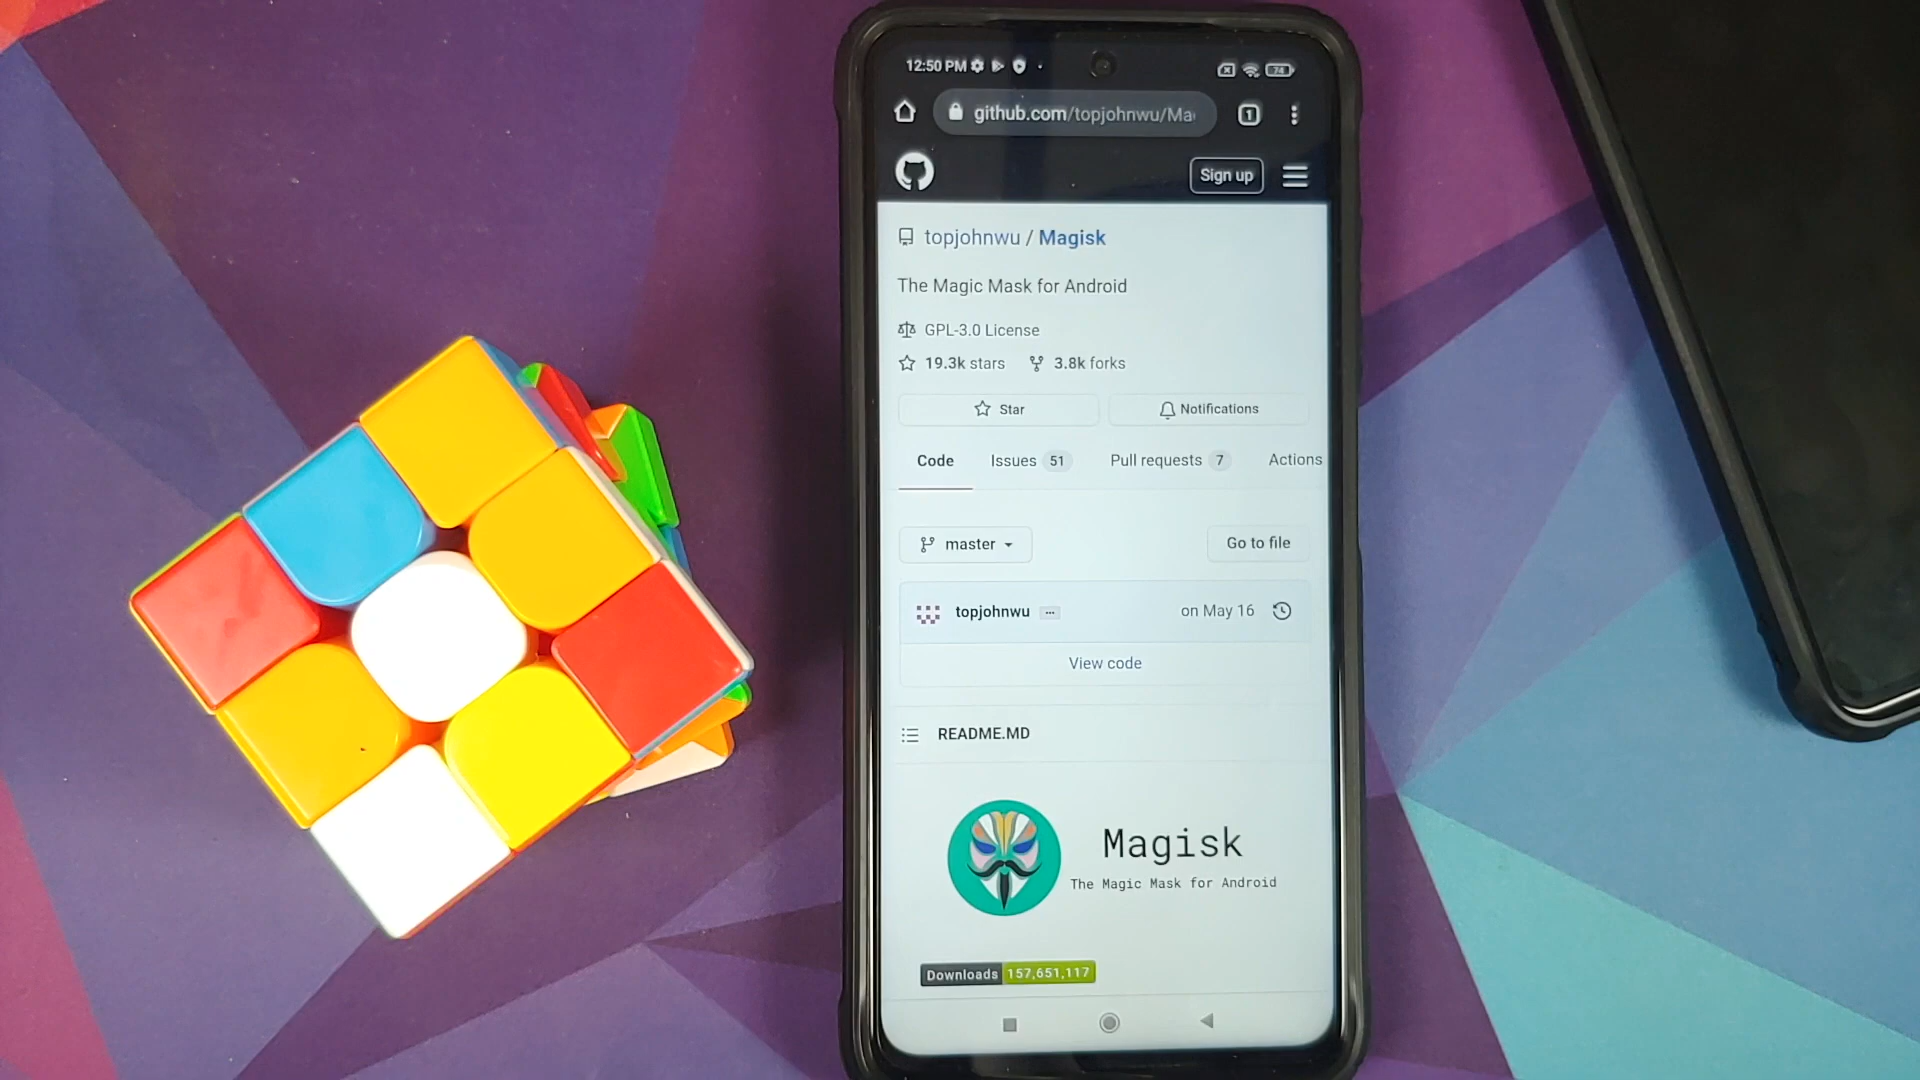 12:50 PM
74
github.com/topjohnwu/Ma
1
Sign up
topjohnwu / Magisk
The Magic Mask for Android
GPL-3.0 License
19.3k stars 3.8k forks
Star Notifications
Code Issues 51 Pull requests 7 Actions
master Go to file
topjohnwu ... on May 16
View code
README.MD
Magisk
The Magic Mask for Android
Downloads 157,651,117